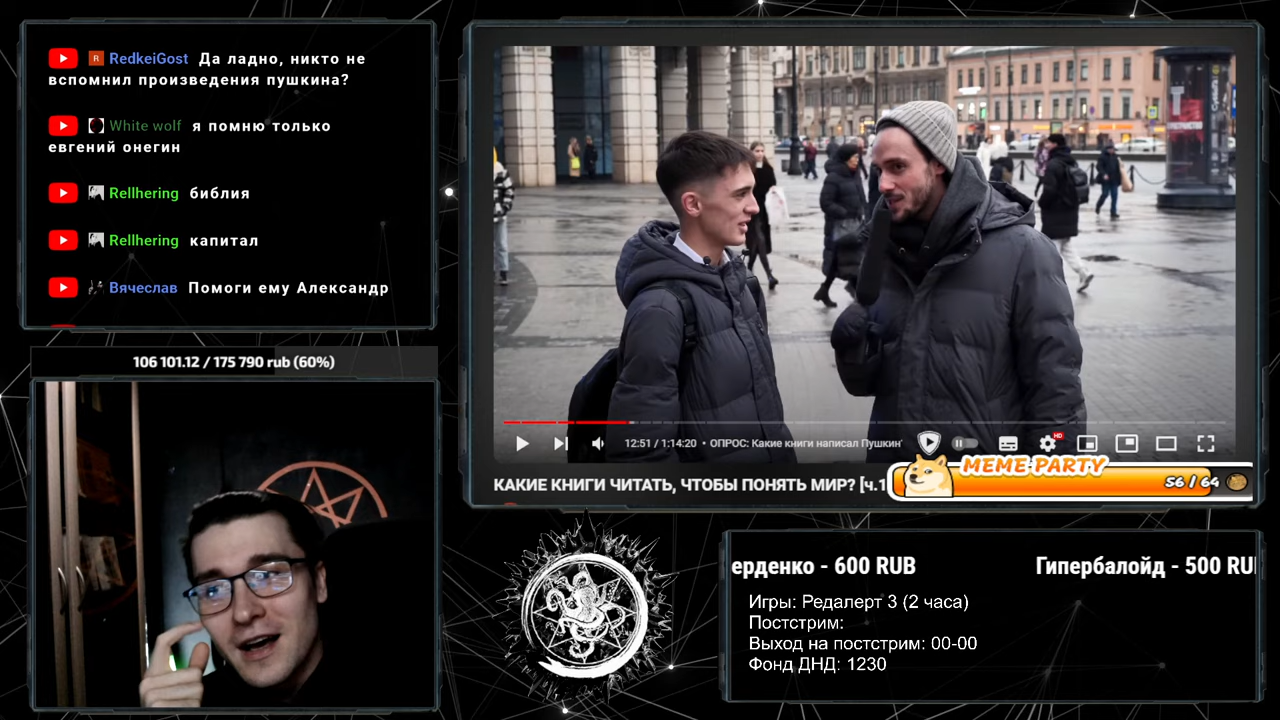 RedkeiGost Да ладно, никто не
вспомнил произведения пушкина?
White wolf я помню только
евгений онегин
Rellhering библия
Rellhering капитал
Вячеслав Помоги ему Александр
106 101.12 / 175 790 rub (60%)
12:51 / 1:14:20 • ОПРОС: Какие книги написал Пушкин
HD
КАКИЕ КНИГИ ЧИТАТЬ, ЧТОБЫ ПОНЯТЬ МИР? [ч.1
MEME PARTY
56 / 64
ерденко - 600 RUB
Гипербалойд - 500 RU
Игры: Редалерт 3 (2 часа)
Постстрим:
Выход на постстрим: 00-00
Фонд ДНД: 1230